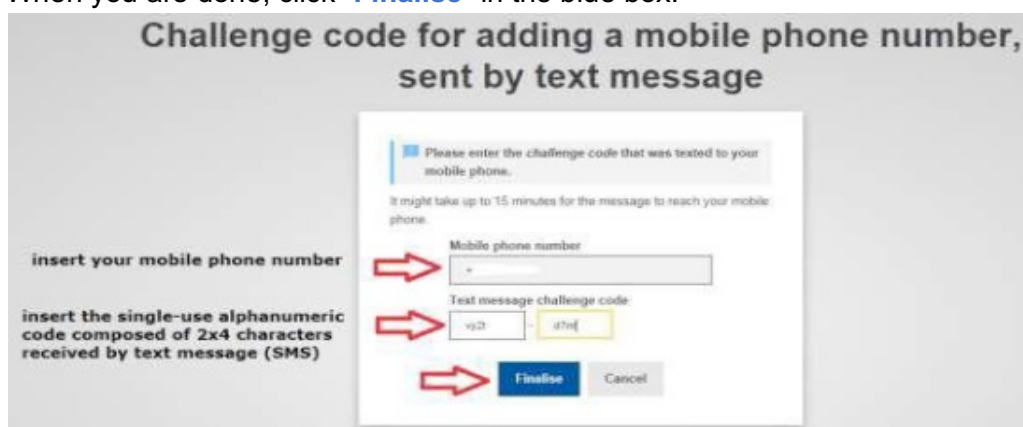 When you are done, click "Finalise" in the blue box.
Challenge code for adding a mobile phone number,
sent by text message
Please enter the challenge code that was texted to your
mobile phone.
It might take up to 15 minutes for the message to reach your mobile
phone.
Mobile phone number
insert your mobile phone number
+
Text message challenge code
insert the single-use alphanumeric
code composed of 2x4 characters
received by text message (SMS)
-
Finalise Cancel